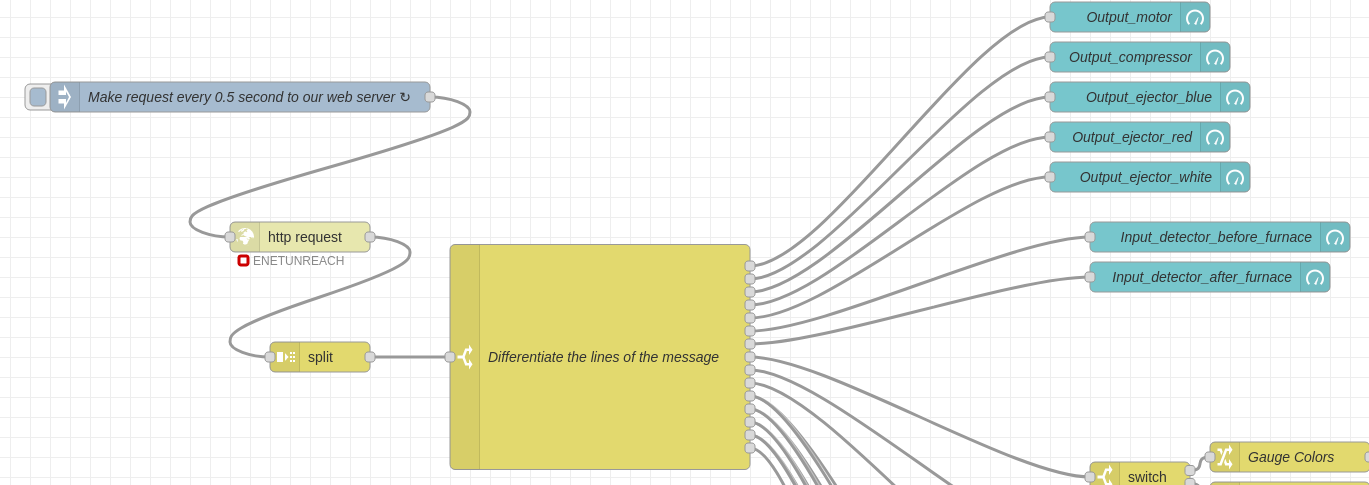 Output_motor
Output_compressor
Make request every 0.5 second to our web server ↻
Output_ejector_blue
Output_ejector_red
Output_ejector_white
http request
Input_detector_before_furnace
ENETUNREACH
Input_detector_after_furnace
split
Differentiate the lines of the message
Gauge Colors
switch